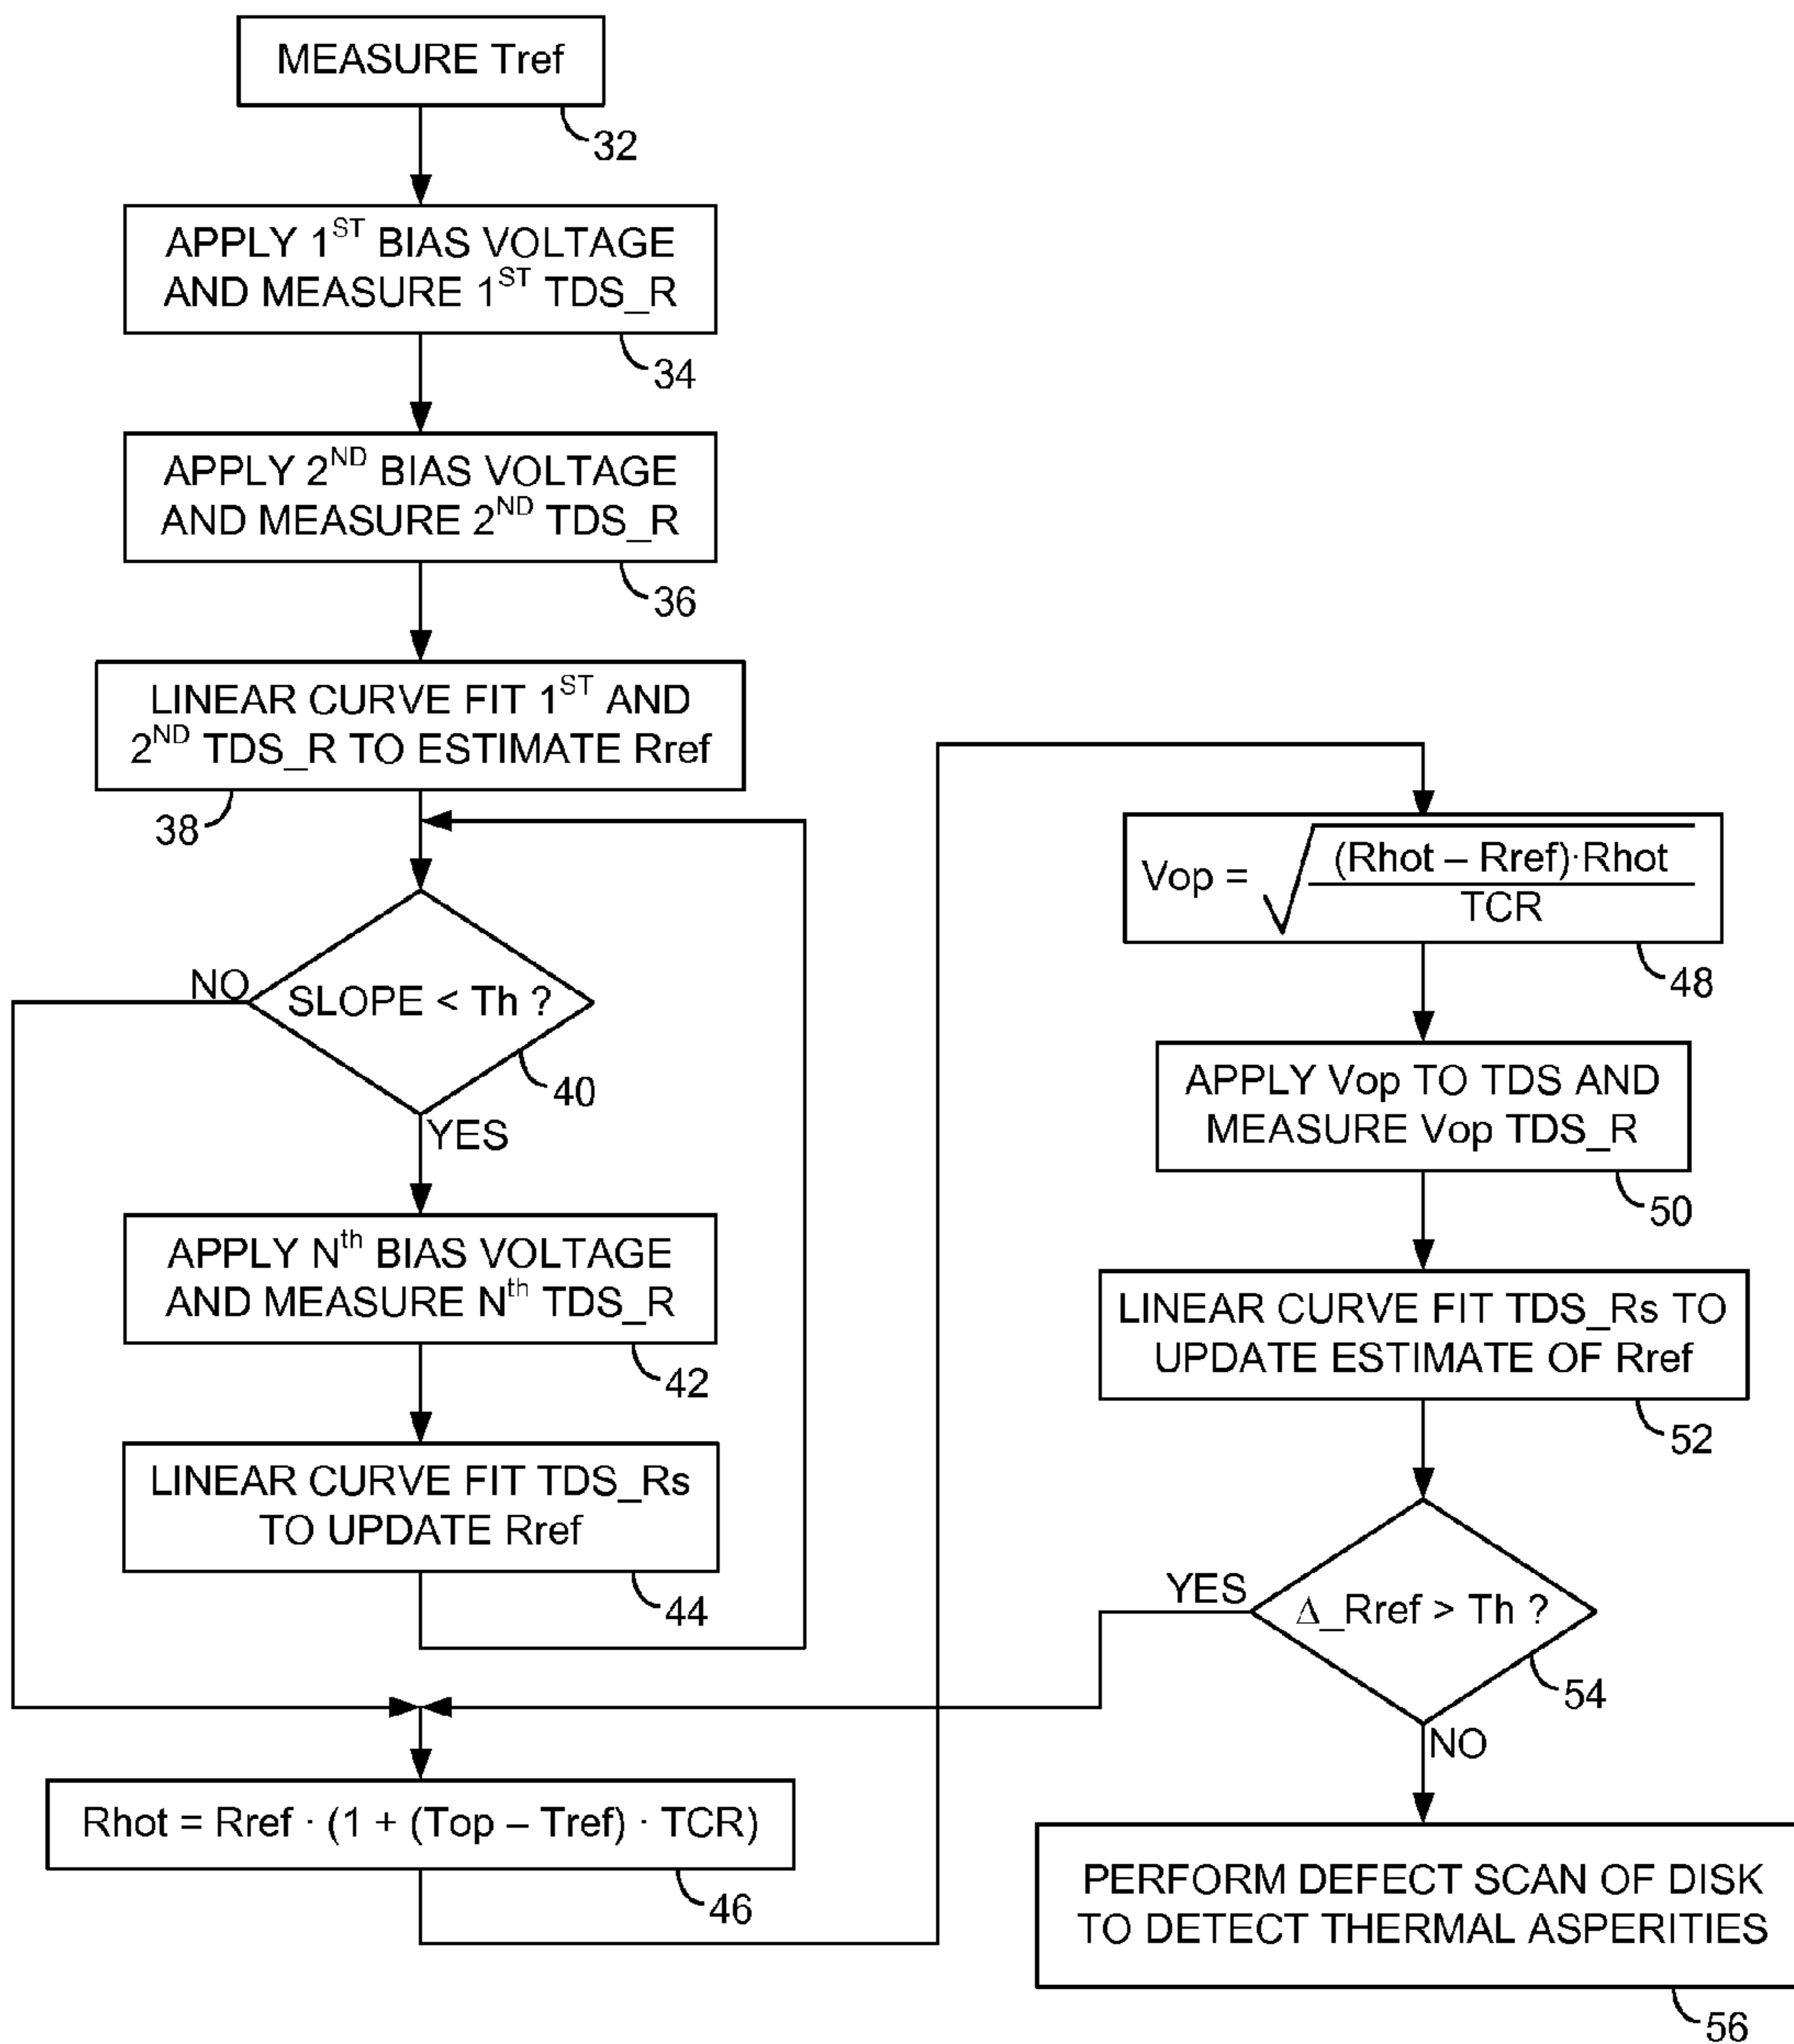 MEASURE Tref
32
APPLY 1ST BIAS VOLTAGE
AND MEASURE 1ST TDS_R
34
APPLY 2ND BIAS VOLTAGE
AND MEASURE 2ND TDS_R
36
LINEAR CURVE FIT 1ST AND
2ND TDS_R TO ESTIMATE Rref
38
NO
SLOPE < Th ?
40
YES
APPLY Nth BIAS VOLTAGE
AND MEASURE Nth TDS_R
42
LINEAR CURVE FIT TDS_Rs
TO UPDATE Rref
44
Rhot = Rref · (1 + (Top – Tref) · TCR)
46
Vop = √ (Rhot – Rref)·Rhot
TCR
48
APPLY Vop TO TDS AND
MEASURE Vop TDS_R
50
LINEAR CURVE FIT TDS_Rs TO
UPDATE ESTIMATE OF Rref
52
YES
Δ_Rref > Th ?
54
NO
PERFORM DEFECT SCAN OF DISK
TO DETECT THERMAL ASPERITIES
56